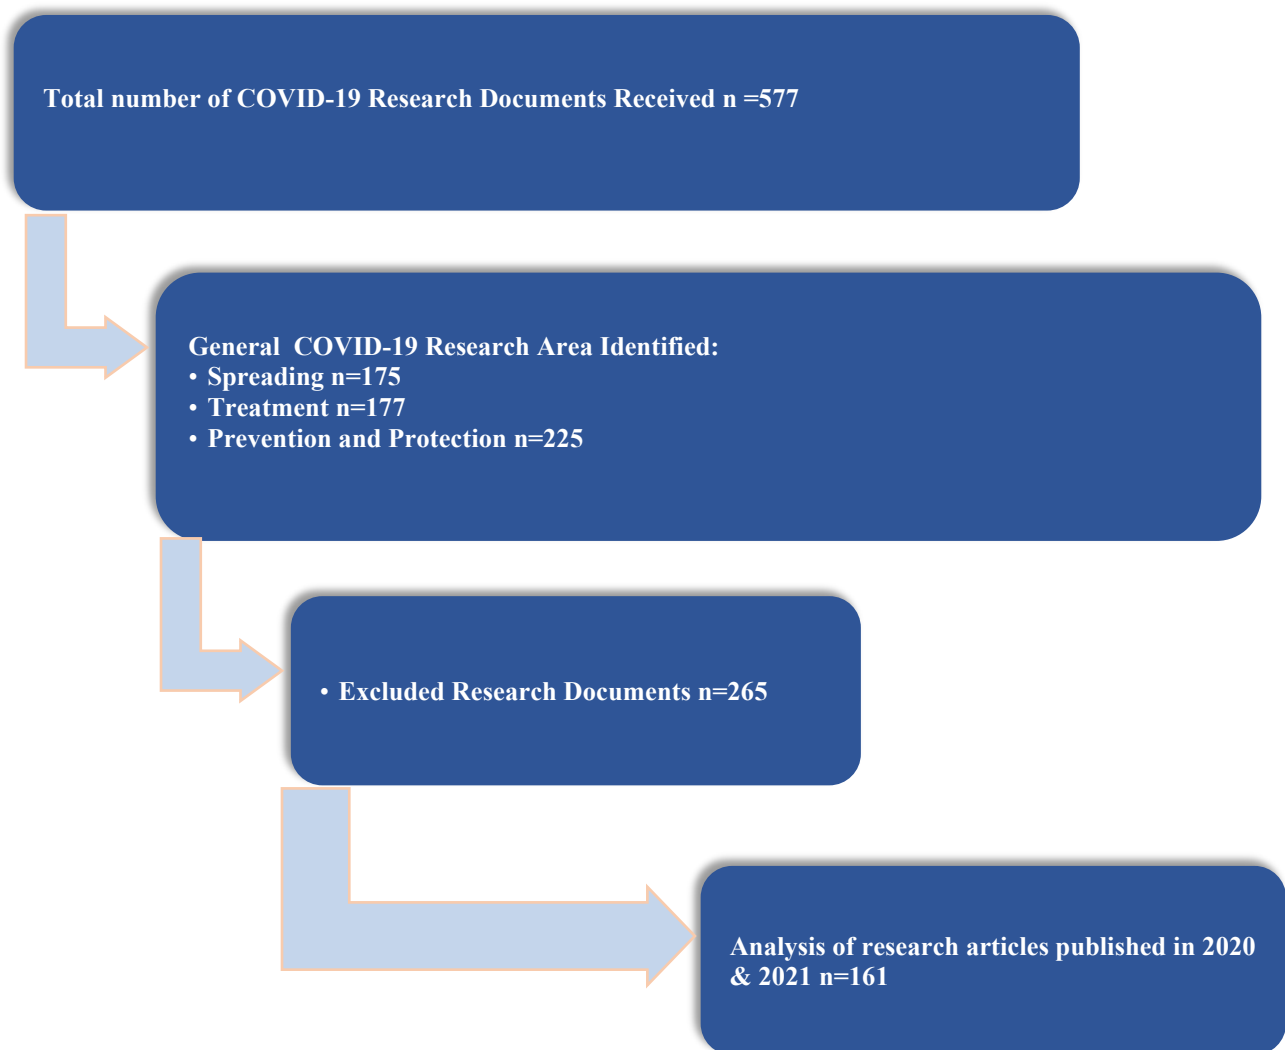 Total number of COVID-19 Research Documents Received n =577
General  COVID-19 Research Area Identified:
• Spreading n=175
• Treatment n=177
• Prevention and Protection n=225
• Excluded Research Documents n=265
Analysis of research articles published in 2020
& 2021 n=161